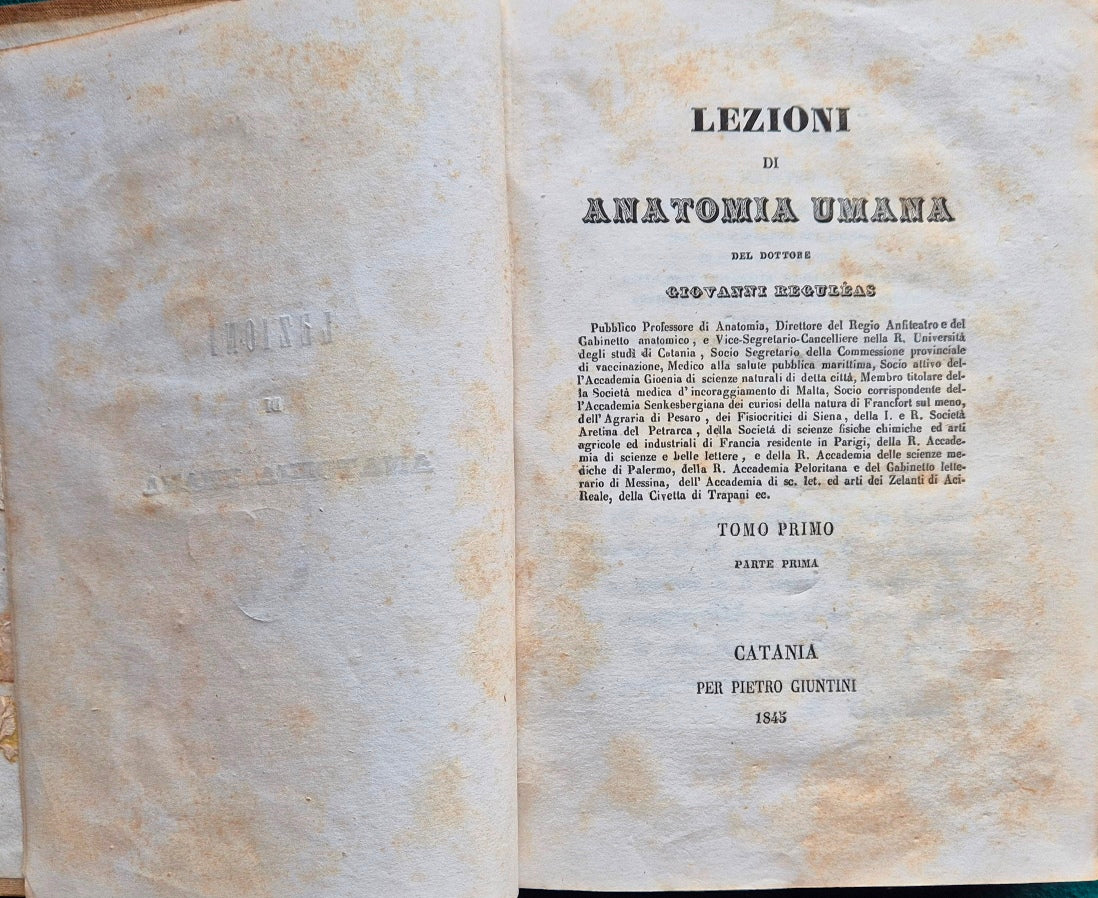 LEZIONI
DI
ANATOMIA UMANA
DEL DOTTORE
GIOVANNI REGULÈAS
Pubblico Professore di Anatomia, Direttore del Regio Anfiteatro e del
Gabinetto anatomico, e Vice-Segretario-Cancelliere nella R. Università
degli studî di Catania, Socio Segretario della Commessione provinciale
di vaccinazione, Medico alla salute pubblica marittima, Socio attivo del-
l'Accademia Gioenia di scienze naturali di detta città, Membro titolare del-
la Società medica d'incoraggiamento di Malta, Socio corrispondente del-
l'Accademia Senkesbergiana dei curiosi della natura di Francfort sul meno,
dell'Agraria di Pesaro, dei Fisiocritici di Siena, della I. e R. Società
Aretina del Petrarca, della Società di scienze fisiche chimiche ed arti
agricole ed industriali di Francia residente in Parigi, della R. Accade-
mia di scienze e belle lettere, e della R. Accademia delle scienze me-
diche di Palermo, della R. Accademia Peloritana e del Gabinetto lette-
rario di Messina, dell' Accademia di sc. let. ed arti dei Zelanti di Aci-
Reale, della Civetta di Trapani ec.
TOMO PRIMO
PARTE PRIMA
CATANIA
PER PIETRO GIUNTINI
1845